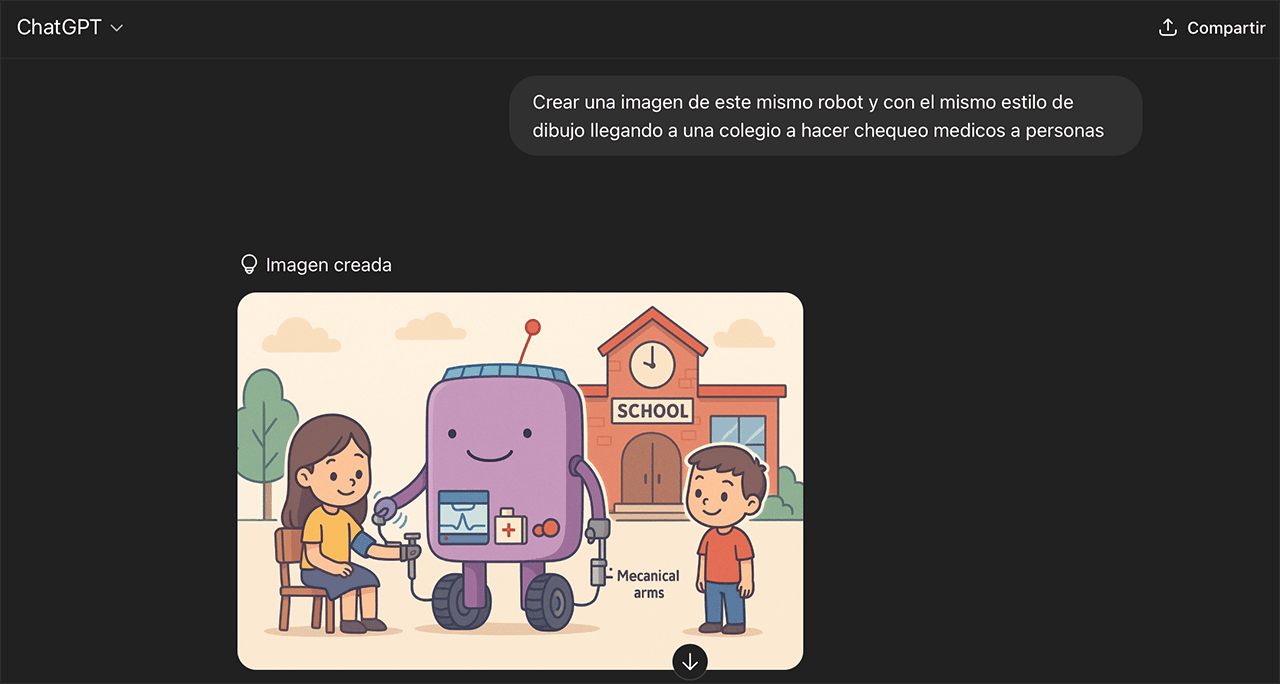 ChatGPT
Compartir
Crear una imagen de este mismo robot y con el mismo estilo de
dibujo llegando a una colegio a hacer chequeo medicos a personas
Imagen creada
SCHOOL
Mecanical
arms